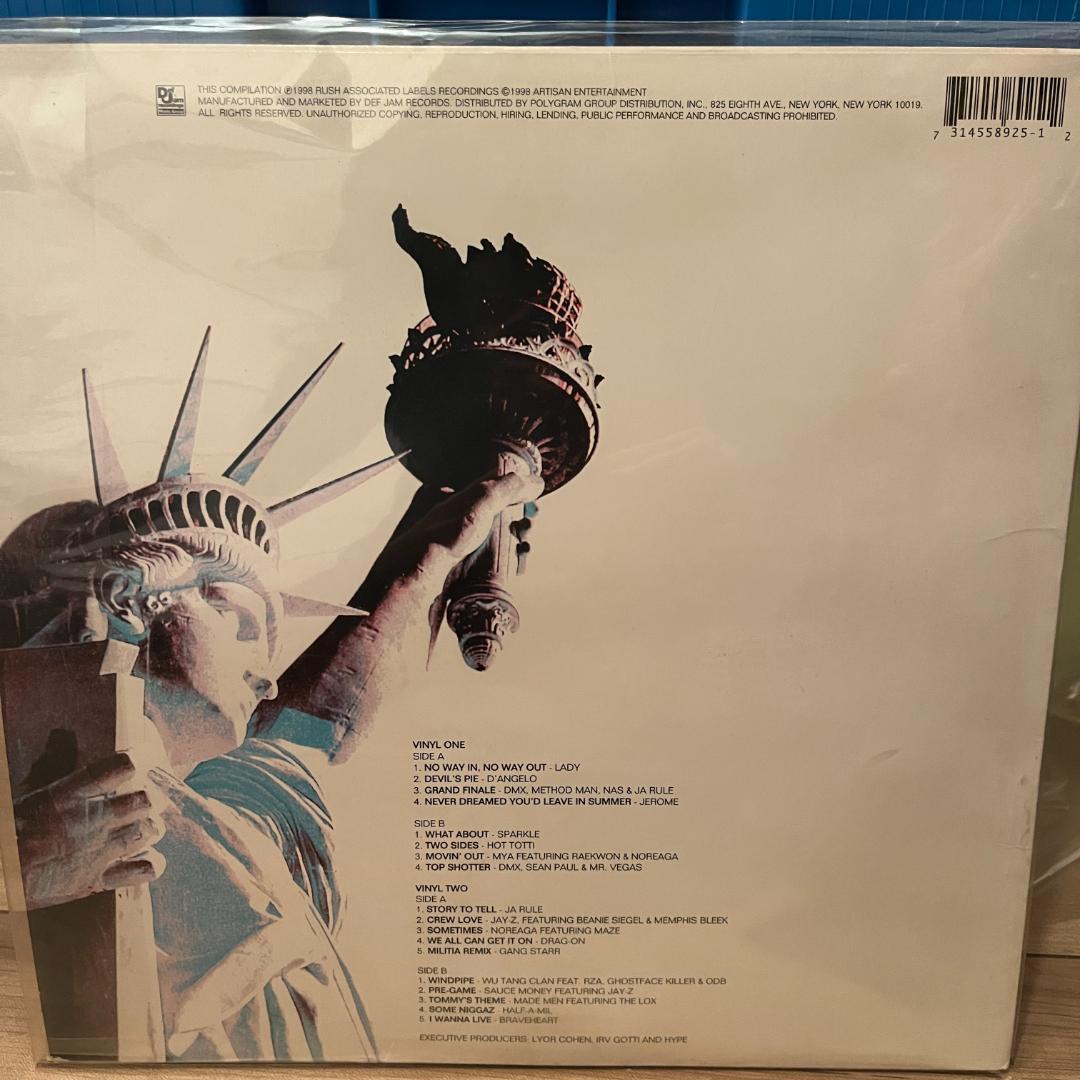 Def Jam
THIS COMPILATION ℗1998 RUSH ASSOCIATED LABELS RECORDINGS ©1998 ARTISAN ENTERTAINMENT
MANUFACTURED AND MARKETED BY DEF JAM RECORDS. DISTRIBUTED BY POLYGRAM GROUP DISTRIBUTION, INC., 825 EIGHTH AVE., NEW YORK, NEW YORK 10019.
ALL RIGHTS RESERVED. UNAUTHORIZED COPYING, REPRODUCTION, HIRING, LENDING, PUBLIC PERFORMANCE AND BROADCASTING PROHIBITED.
7 314558925-1 2
VINYL ONE
SIDE A
1. NO WAY IN, NO WAY OUT - LADY
2. DEVIL'S PIE - D'ANGELO
3. GRAND FINALE - DMX, METHOD MAN, NAS & JA RULE
4. NEVER DREAMED YOU'D LEAVE IN SUMMER - JEROME
SIDE B
1. WHAT ABOUT - SPARKLE
2. TWO SIDES - HOT TOTTI
3. MOVIN' OUT - MYA FEATURING RAEKWON & NOREAGA
4. TOP SHOTTER - DMX, SEAN PAUL & MR. VEGAS
VINYL TWO
SIDE A
1. STORY TO TELL - JA RULE
2. CREW LOVE - JAY-Z, FEATURING BEANIE SIEGEL & MEMPHIS BLEEK
3. SOMETIMES - NOREAGA FEATURING MAZE
4. WE ALL CAN GET IT ON - DRAG-ON
5. MILITIA REMIX - GANG STARR
SIDE B
1. WINDPIPE - WU TANG CLAN FEAT. RZA, GHOSTFACE KILLER & ODB
2. PRE-GAME - SAUCE MONEY FEATURING JAY-Z
3. TOMMY'S THEME - MADE MEN FEATURING THE LOX
4. SOME NIGGAZ - HALF-A-MIL
5. I WANNA LIVE - BRAVEHEART
EXECUTIVE PRODUCERS: LYOR COHEN, IRV GOTTI AND HYPE